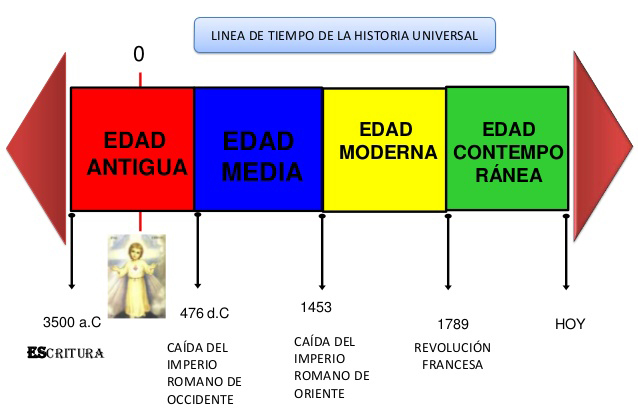 LINEA DE TIEMPO DE LA HISTORIA UNIVERSAL
0
EDAD
ANTIGUA
EDAD
MEDIA
EDAD
MODERNA
EDAD
CONTEMPO
RÁNEA
3500 a.C
ESCRITURA
476 d.C
CAÍDA DEL
IMPERIO
ROMANO DE
OCCIDENTE
1453
CAÍDA DEL
IMPERIO
ROMANO DE
ORIENTE
1789
REVOLUCIÓN
FRANCESA
HOY